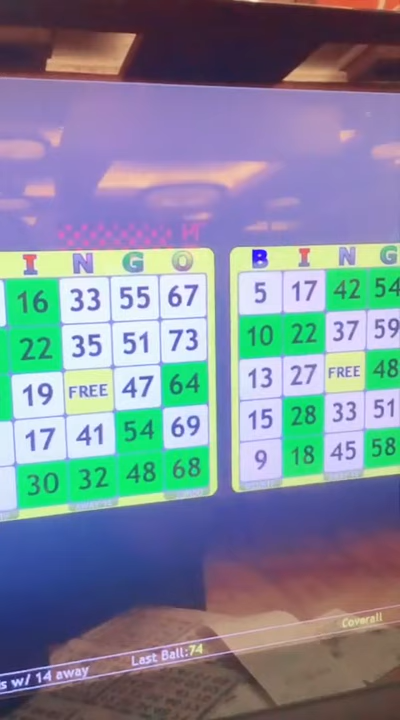 I N G O
16 33 55 67
22 35 51 73
19 FREE 47 64
17 41 54 69
30 32 48 68
B I N G
5 17 42 54
10 22 37 59
13 27 FREE 48
15 28 33 51
9 18 45 58
Coverall
s w/ 14 away Last Ball:74